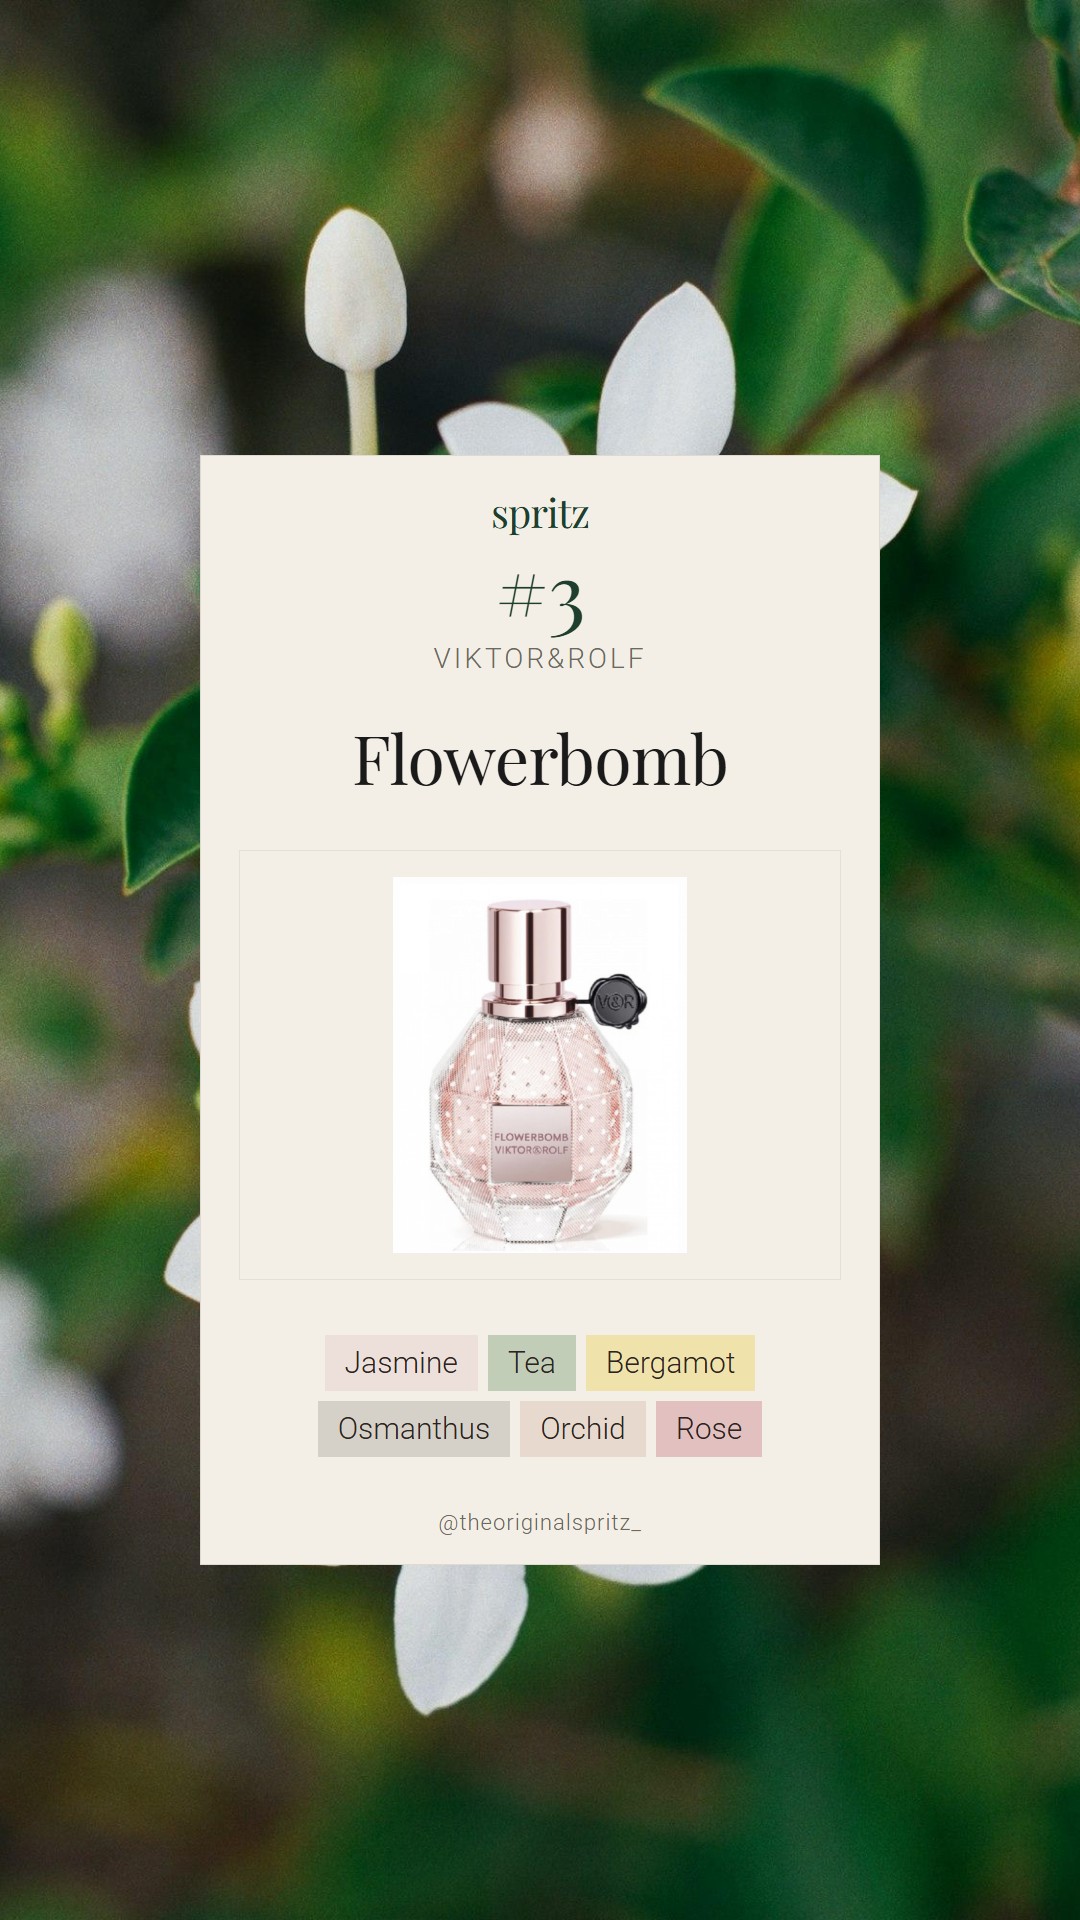 spritz
#3
VIKTOR&ROLF
Flowerbomb
V&R
FLOWERBOMB
VIKTOR&ROLF
Jasmine Tea Bergamot
Osmanthus Orchid Rose
@theoriginalspritz_